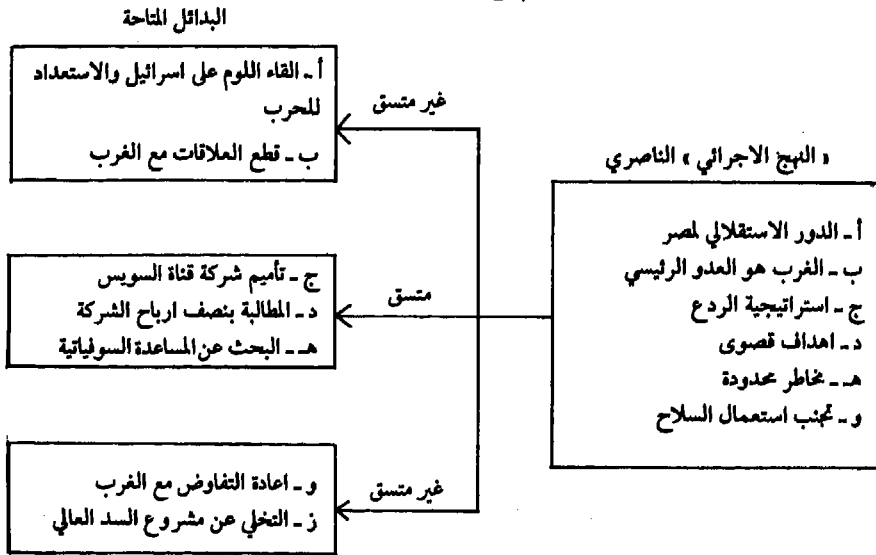 البدائل المتاحة
« النهج الاجرائي » الناصري
أ ـ الدور الاستقلالي لمصر
ب ـ الغرب هو العدو الرئيسي
ج ـ استراتيجية الردع
د ـ اهداف قصوى
هـ ـ مخاطر محدودة
و ـ تجنب استعمال السلاح
غير متسق
أ ـ القاء اللوم على اسرائيل والاستعداد
للحرب
ب ـ قطع العلاقات مع الغرب
متسق
ج ـ تأميم شركة قناة السويس
د ـ المطالبة بنصف ارباح الشركة
هـ ـ البحث عن المساعدة السوفياتية
غير متسق
و ـ اعادة التفاوض مع الغرب
ز ـ التخلي عن مشروع السد العالي